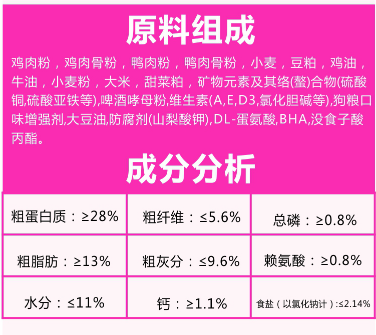 原料组成
鸡肉粉，鸡肉骨粉，鸭肉粉，鸭肉骨粉，小麦，豆粕，鸡油，
牛油，小麦粉，大米，甜菜粕，矿物元素及其络(螯)合物(硫酸
铜,硫酸亚铁等),啤酒哮母粉,维生素(A,E,D3,氯化胆碱等),狗粮口
味增强剂,大豆油,防腐剂(山梨酸钾),DL-蛋氨酸,BHA,没食子酸
丙酯。
成分分析
粗蛋白质：≥28% 粗纤维：≤5.6% 总磷：≥0.8%
粗脂肪：≥13% 粗灰分：≤9.6% 赖氨酸：≥0.8%
水分：≤11% 钙：≥1.1% 食盐（以氯化钠计）:≤2.14%